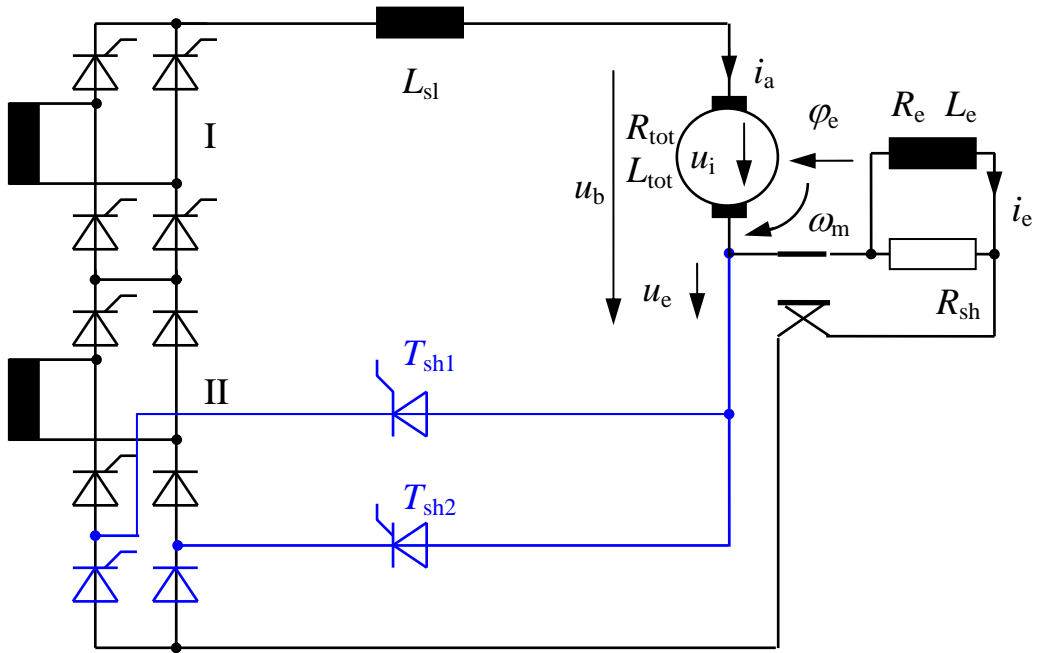 L_sl
i_a
R_e L_e
I
R_tot
φ_e
u_i
L_tot
u_b
ω_m
i_e
u_e
R_sh
T_sh1
II
T_sh2